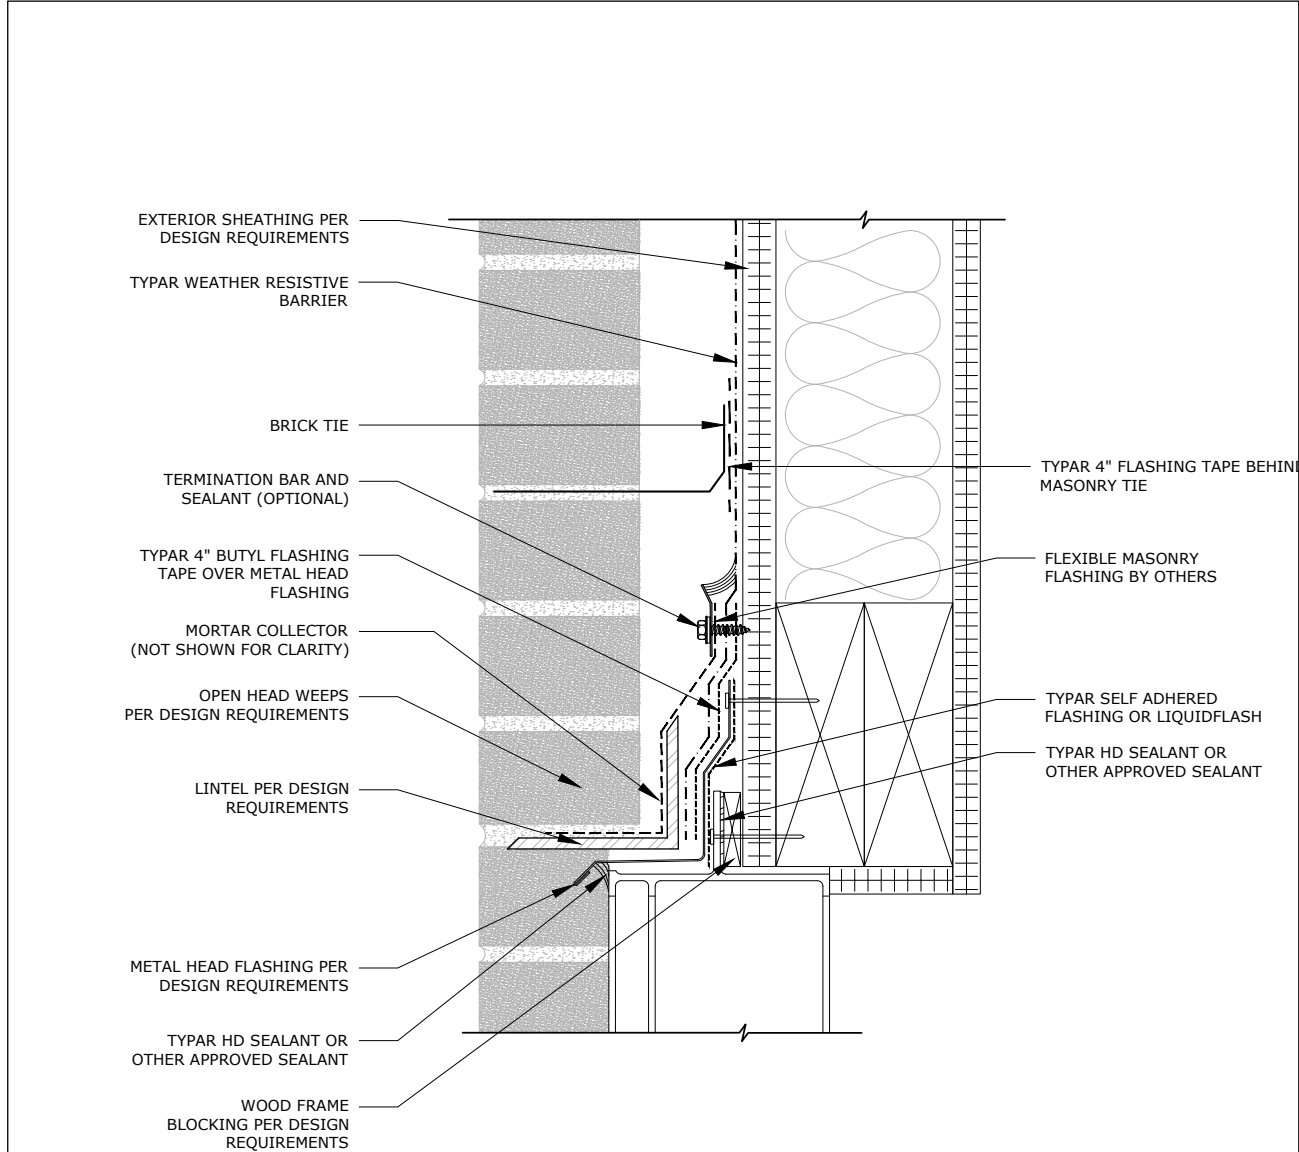 EXTERIOR SHEATHING PER
DESIGN REQUIREMENTS
TYPAR WEATHER RESISTIVE
BARRIER
BRICK TIE
TERMINATION BAR AND
SEALANT (OPTIONAL)
TYPAR 4" BUTYL FLASHING
TAPE OVER METAL HEAD
FLASHING
MORTAR COLLECTOR
(NOT SHOWN FOR CLARITY)
OPEN HEAD WEEPS
PER DESIGN REQUIREMENTS
LINTEL PER DESIGN
REQUIREMENTS
METAL HEAD FLASHING PER
DESIGN REQUIREMENTS
TYPAR HD SEALANT OR
OTHER APPROVED SEALANT
WOOD FRAME
BLOCKING PER DESIGN
REQUIREMENTS
TYPAR 4" FLASHING TAPE BEHIND
MASONRY TIE
FLEXIBLE MASONRY
FLASHING BY OTHERS
TYPAR SELF ADHERED
FLASHING OR LIQUIDFLASH
TYPAR HD SEALANT OR
OTHER APPROVED SEALANT